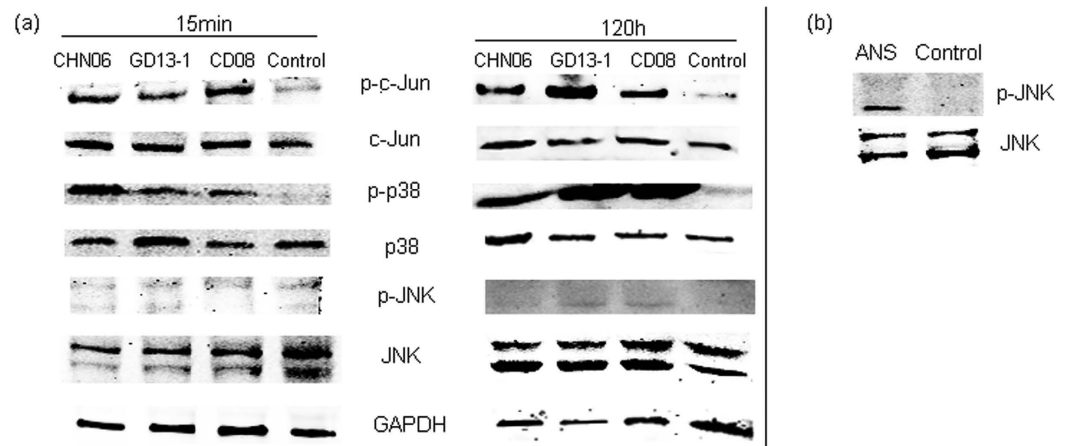 (a)
15min
CHN06 GD13-1 CD08 Control
120h
CHN06 GD13-1 CD08 Control
p-c-Jun
c-Jun
p-p38
p38
p-JNK
JNK
GAPDH
(b)
ANS Control
p-JNK
JNK